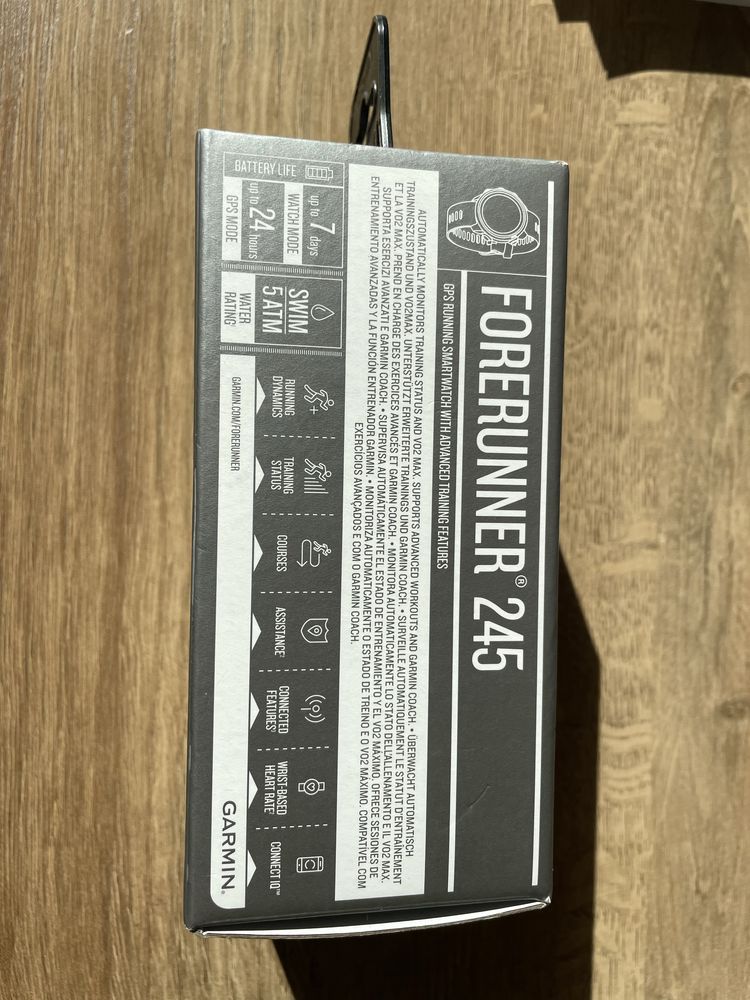 FORERUNNER® 245
GPS RUNNING SMARTWATCH WITH ADVANCED TRAINING FEATURES
AUTOMATICALLY MONITORS TRAINING STATUS AND VO2 MAX. SUPPORTS ADVANCED WORKOUTS AND GARMIN COACH. • ÜBERWACHT AUTOMATISCH
TRAININGSZUSTAND UND VO2MAX. UNTERSTÜTZT ERWEITERTE TRAININGS UND GARMIN COACH. • SURVEILLE AUTOMATIQUEMENT LE STATUT D'ENTRAÎNEMENT
ET LA VO2 MAX. PREND EN CHARGE DES EXERCICES AVANCÉS ET GARMIN COACH. • MONITORA AUTOMATICAMENTE LO STATO DELL'ALLENAMENTO E IL VO2 MAX.
SUPPORTA ESERCIZI AVANZATI E GARMIN COACH. • SUPERVISA AUTOMÁTICAMENTE EL ESTADO DE ENTRENAMIENTO Y EL VO2 MÁXIMO. OFRECE SESIONES DE
ENTRENAMIENTO AVANZADAS Y LA FUNCIÓN ENTRENADOR GARMIN. • MONITORIZA AUTOMATICAMENTE O ESTADO DE TREINO E O VO2 MÁXIMO. COMPATÍVEL COM
EXERCÍCIOS AVANÇADOS E COM O GARMIN COACH.
BATTERY LIFE
up to 7 days
WATCH MODE
up to 24 hours
GPS MODE
SWIM
5 ATM
WATER
RATING
RUNNING
DYNAMICS
TRAINING
STATUS
COURSES
ASSISTANCE
CONNECTED
FEATURES
WRIST-BASED
HEART RATE
CONNECT IQ™
GARMIN.COM/FORERUNNER
GARMIN®